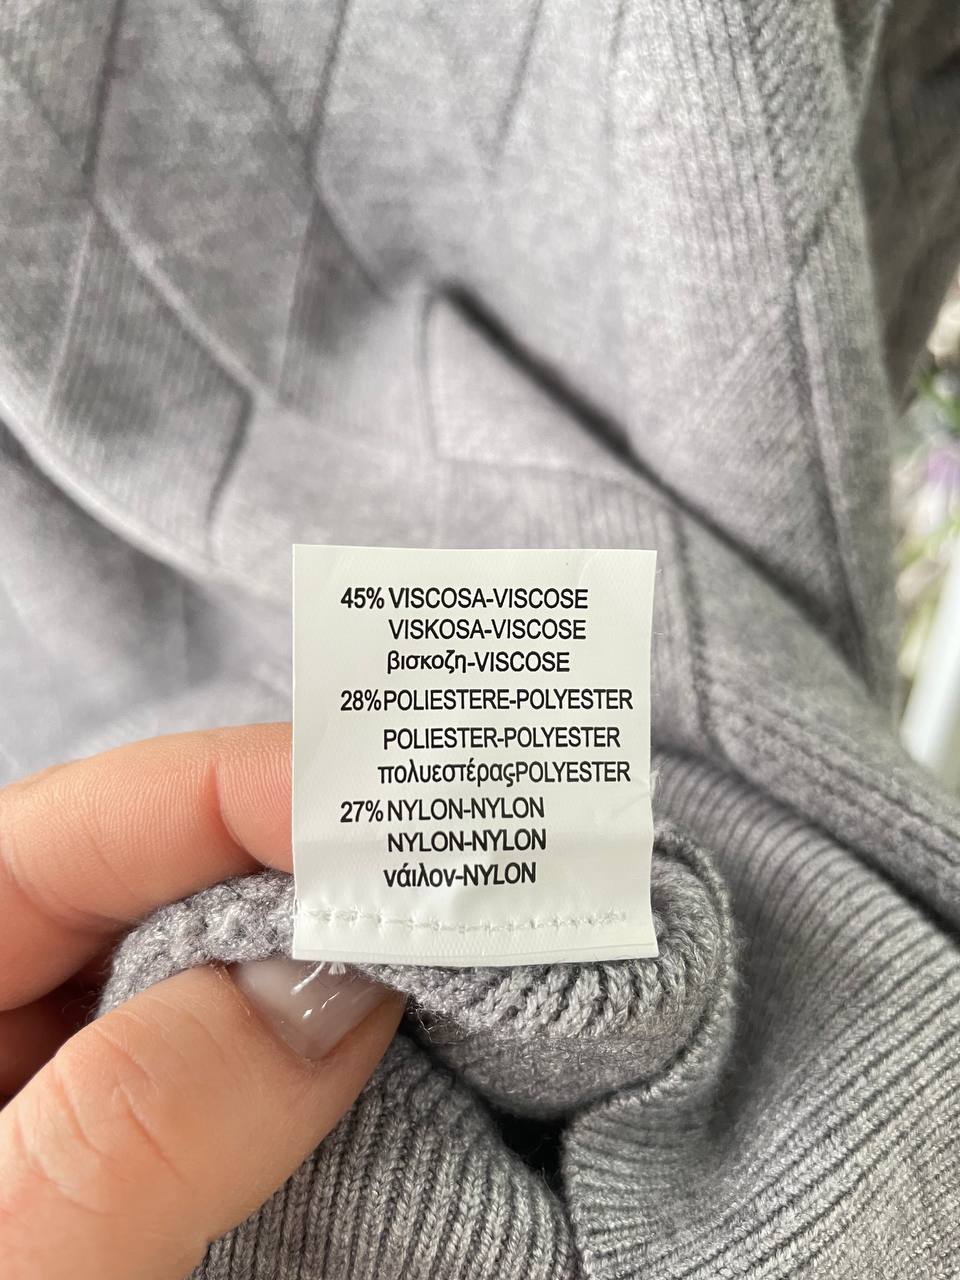 45% VISCOSA-VISCOSE
VISKOSA-VISCOSE
βισκοζη-VISCOSE
28%POLIESTERE-POLYESTER
POLIESTER-POLYESTER
πολυεστέραςPOLYESTER
27%NYLON-NYLON
NYLON-NYLON
νάιλον-NYLON